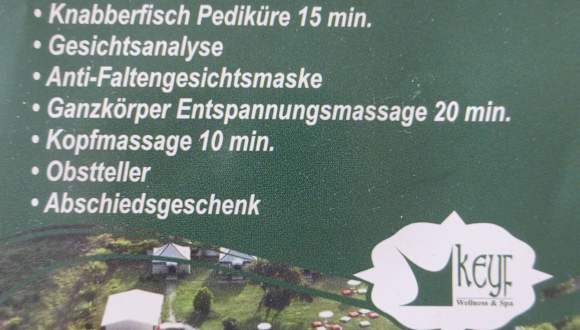 • Knabberfisch Pediküre 15 min.
• Gesichtsanalyse
• Anti-Faltengesichtsmaske
• Ganzkörper Entspannungsmassage 20 min.
• Kopfmassage 10 min.
• Obstteller
• Abschiedsgeschenk
keyf
Wellness & Spa